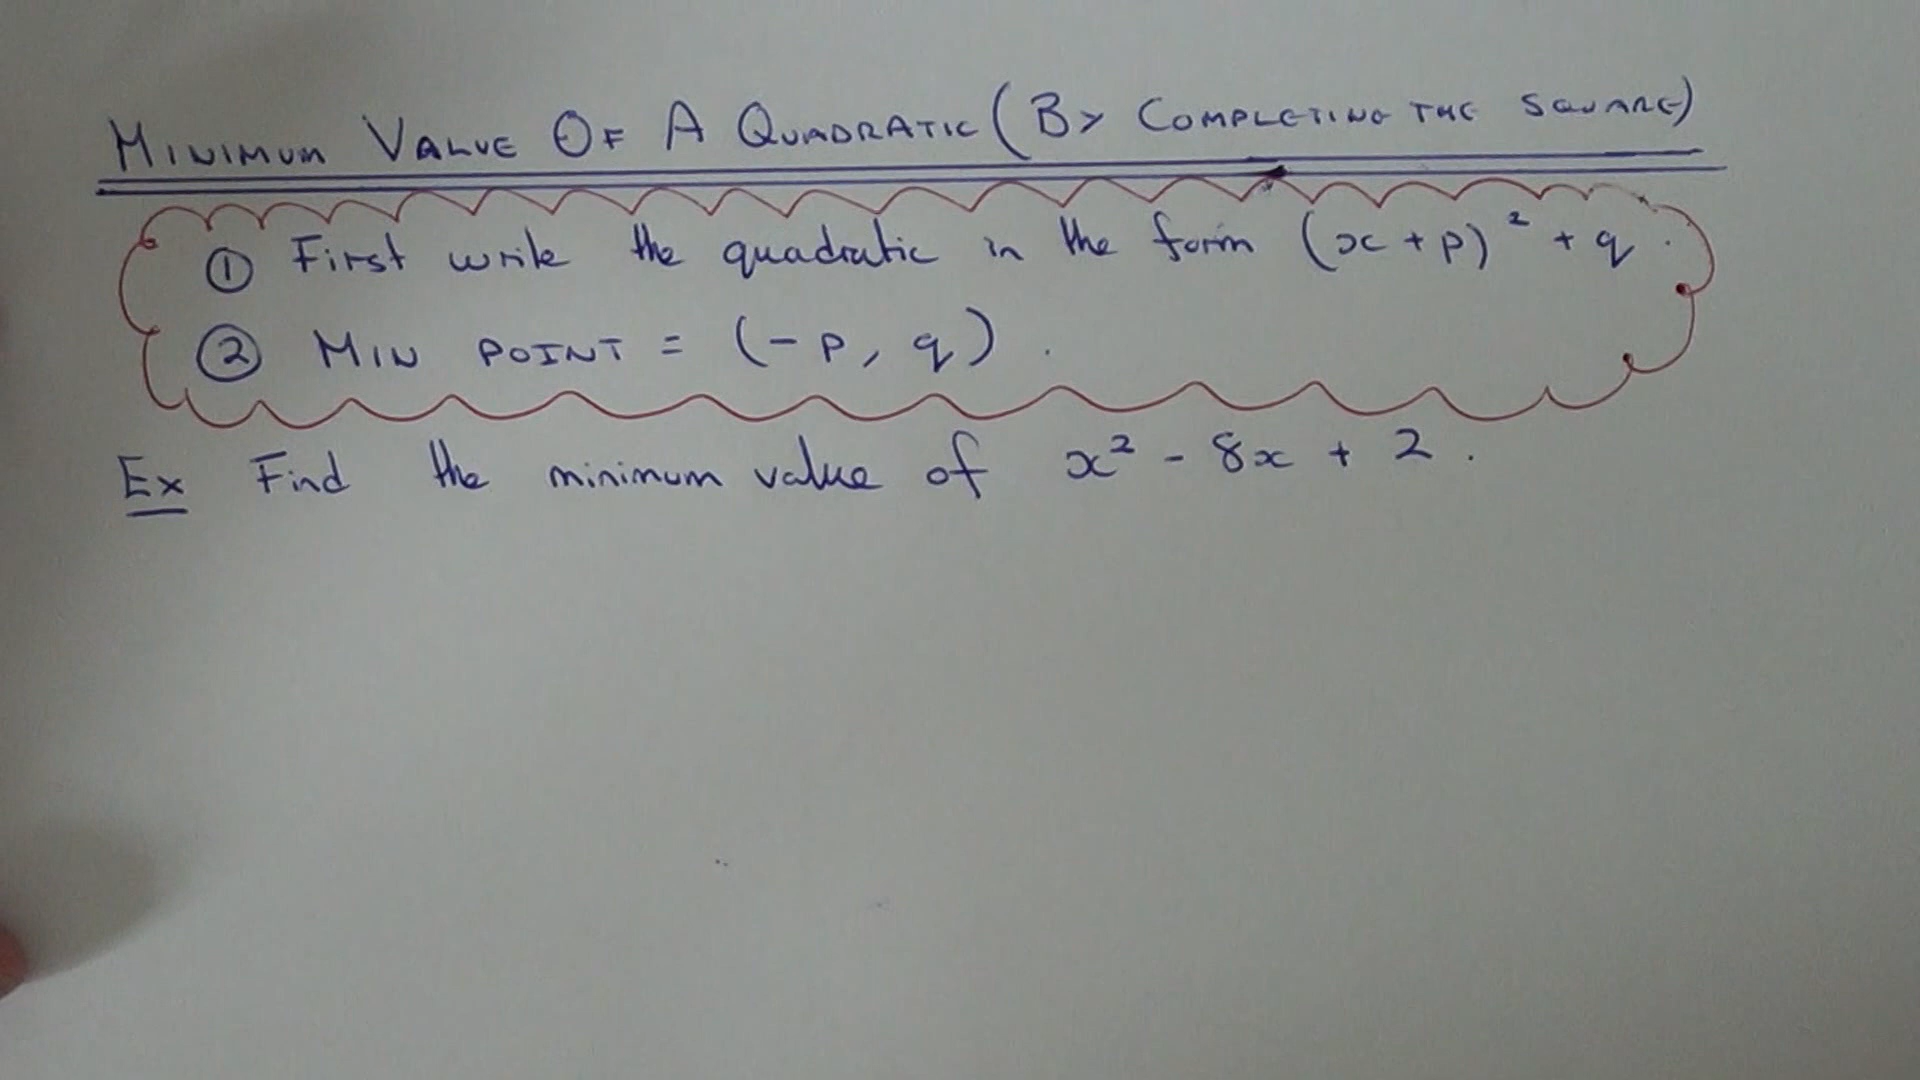 MINIMUM VALUE OF A QUADRATIC (BY COMPLETING THE SQUARE)
① First write the quadratic in the form (x + p)² + q.
② MIN POINT = (-p, q).
Ex Find the minimum value of x² - 8x + 2.